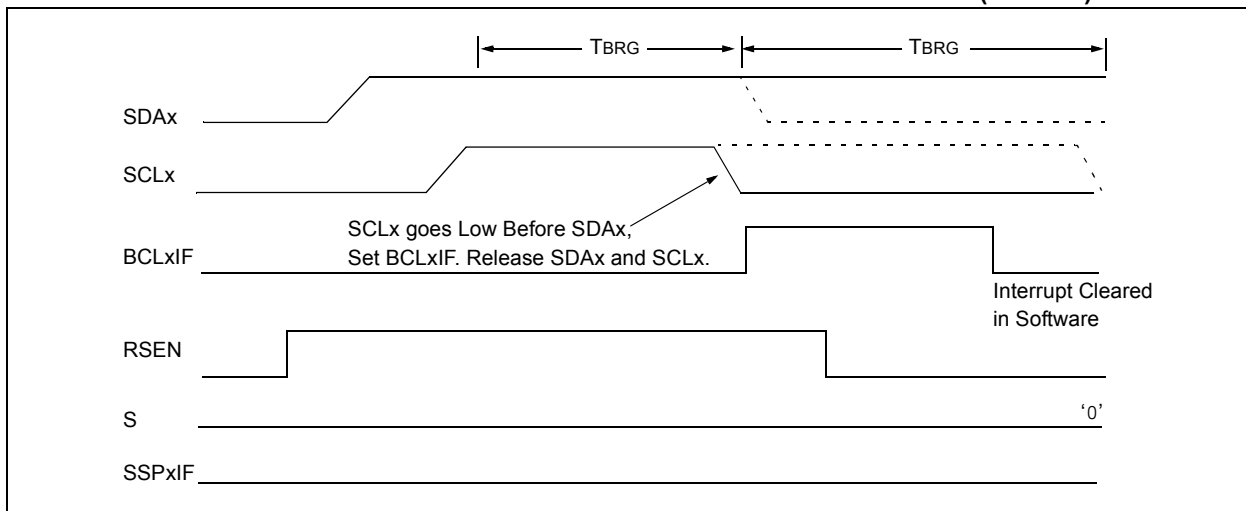 TBRG TBRG
SDAx
SCLx
SCLx goes Low Before SDAx,
Set BCLxIF. Release SDAx and SCLx.
BCLxIF
Interrupt Cleared
in Software
RSEN
S
‘0’
SSPxIF